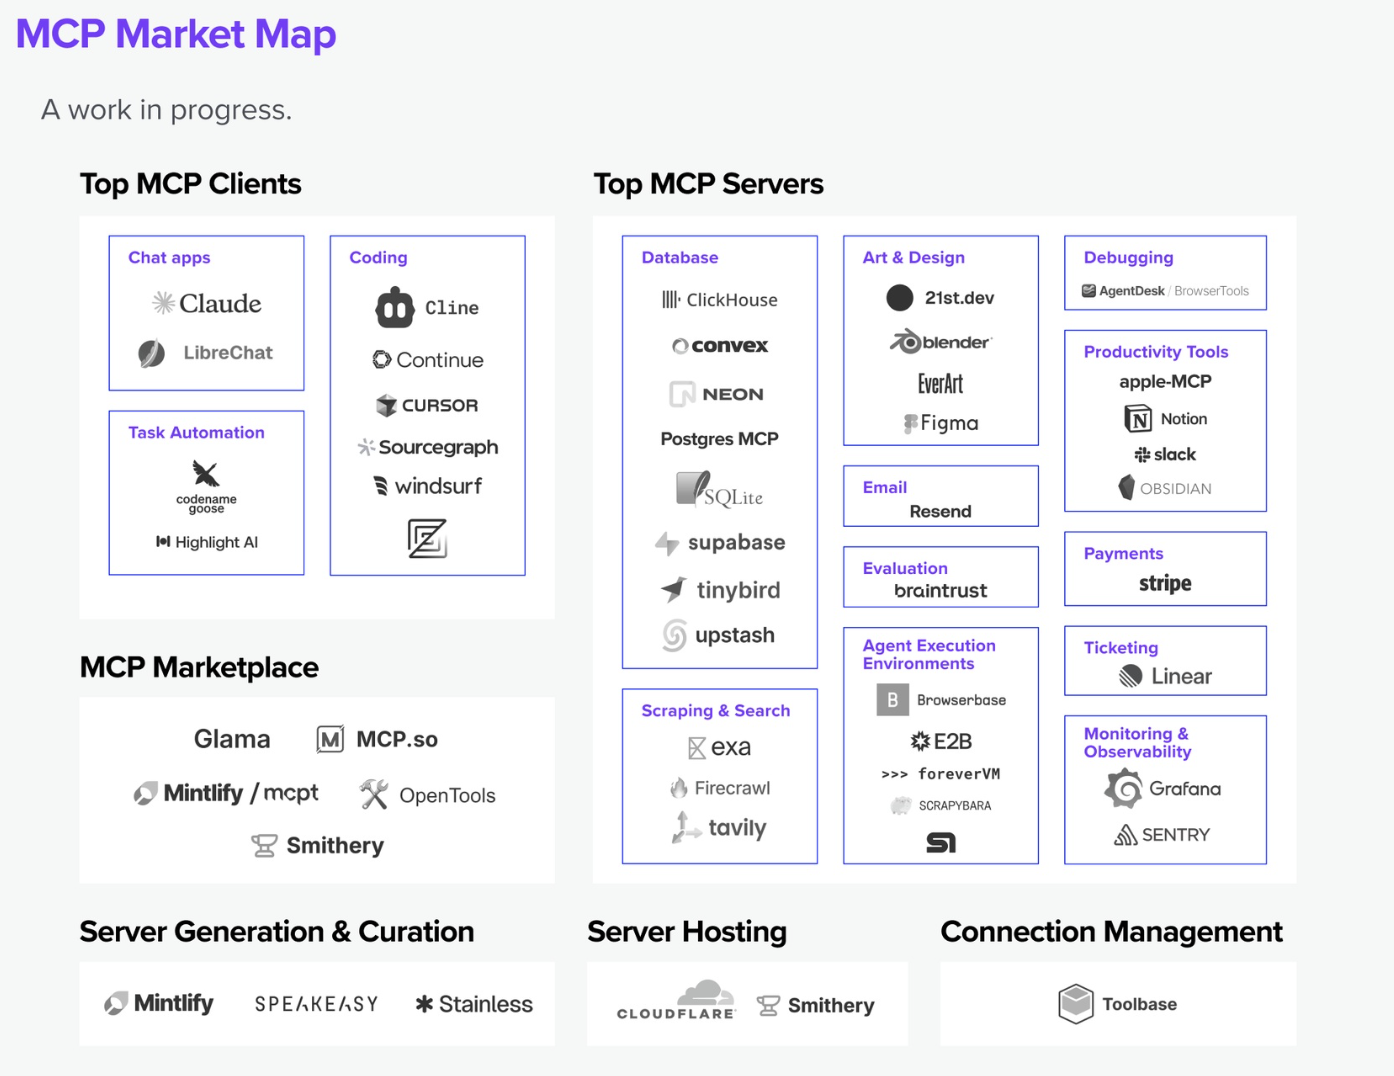 MCP Market Map
A work in progress.
Top MCP Clients
Chat apps
Claude
LibreChat
Task Automation
codename
goose
Highlight AI
Coding
Cline
Continue
CURSOR
Sourcegraph
windsurf
MCP Marketplace
Glama
MCP.so
Mintlify / mcpt
OpenTools
Smithery
Top MCP Servers
Database
ClickHouse
convex
NEON
Postgres MCP
SQLite
supabase
tinybird
upstash
Scraping & Search
exa
Firecrawl
tavily
Art & Design
21st.dev
blender
EverArt
Figma
Email
Resend
Evaluation
braintrust
Agent Execution
Environments
B Browserbase
E2B
>>> foreverVM
SCRAPYBARA
S1
Debugging
AgentDesk / BrowserTools
Productivity Tools
apple-MCP
Notion
slack
OBSIDIAN
Payments
stripe
Ticketing
Linear
Monitoring &
Observability
Grafana
SENTRY
Server Generation & Curation
Mintlify
SPEAKEASY
Stainless
Server Hosting
CLOUDFLARE
Smithery
Connection Management
Toolbase